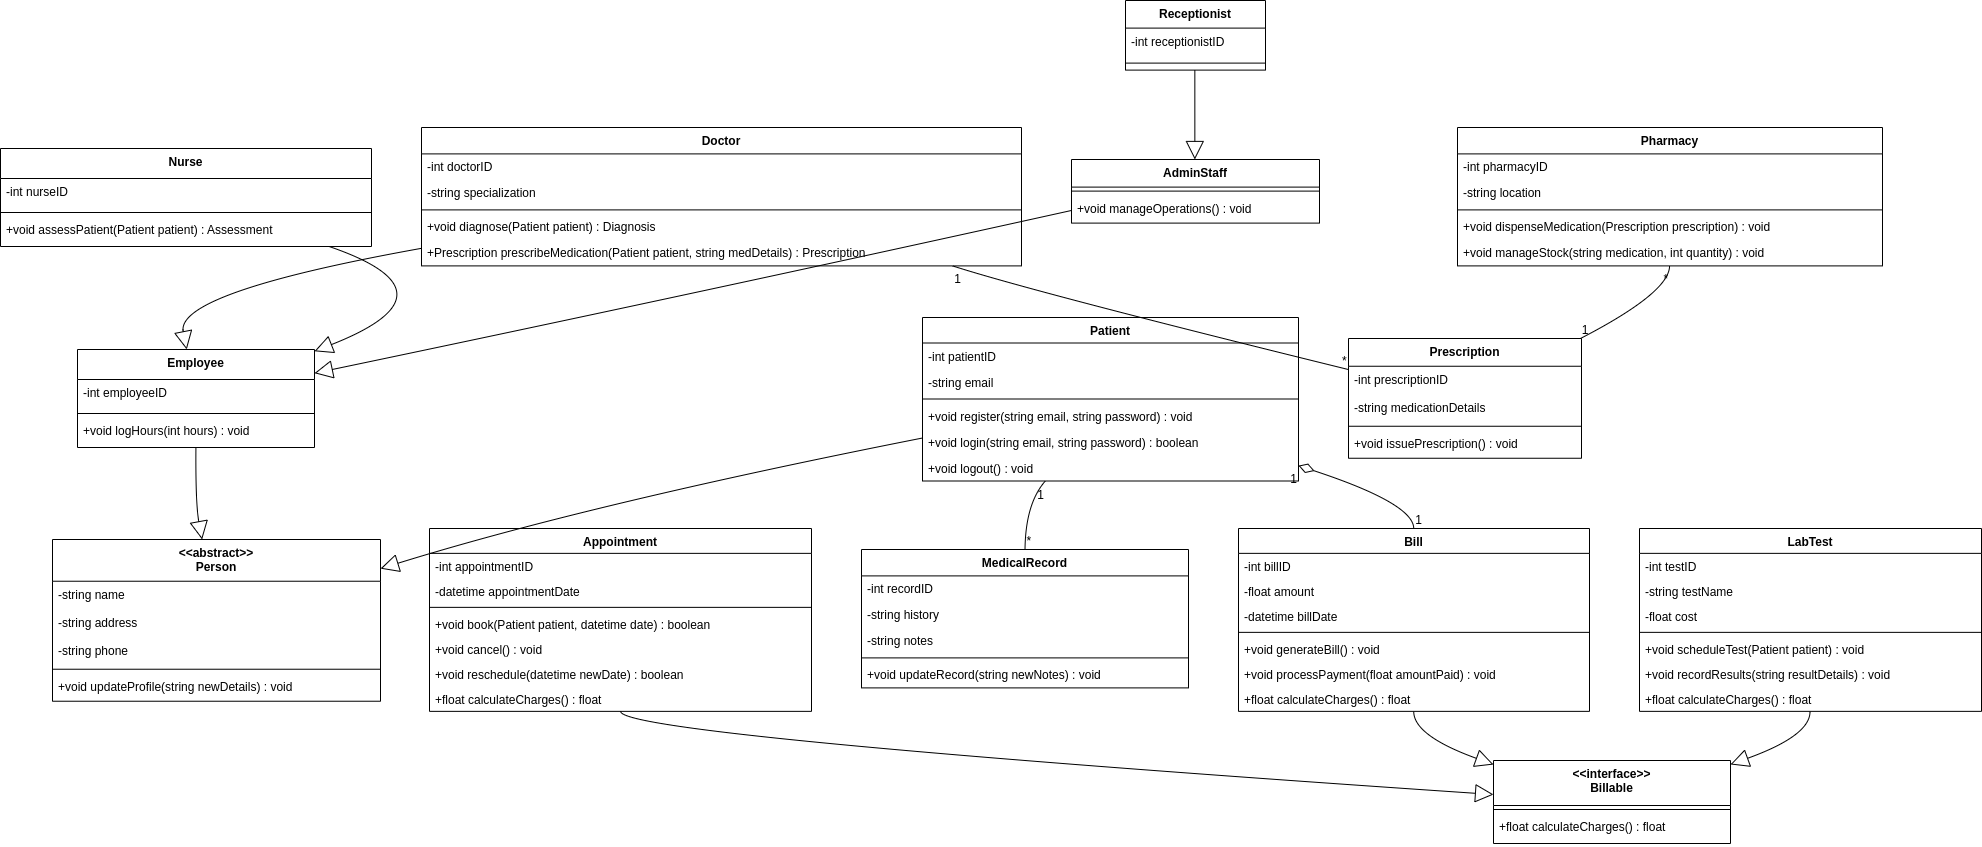 Receptionist
-int receptionistID
Nurse
-int nurseID
+void assessPatient(Patient patient) : Assessment
Doctor
-int doctorID
-string specialization
+void diagnose(Patient patient) : Diagnosis
+Prescription prescribeMedication(Patient patient, string medDetails) : Prescription
AdminStaff
+void manageOperations() : void
Pharmacy
-int pharmacyID
-string location
+void dispenseMedication(Prescription prescription) : void
+void manageStock(string medication, int quantity) : void
1
*
*
1
Employee
-int employeeID
+void logHours(int hours) : void
Patient
-int patientID
-string email
+void register(string email, string password) : void
+void login(string email, string password) : boolean
+void logout() : void
Prescription
-int prescriptionID
-string medicationDetails
+void issuePrescription() : void
1
*
1
1
<<abstract>>
Person
-string name
-string address
-string phone
+void updateProfile(string newDetails) : void
Appointment
-int appointmentID
-datetime appointmentDate
+void book(Patient patient, datetime date) : boolean
+void cancel() : void
+void reschedule(datetime newDate) : boolean
+float calculateCharges() : float
MedicalRecord
-int recordID
-string history
-string notes
+void updateRecord(string newNotes) : void
Bill
-int billID
-float amount
-datetime billDate
+void generateBill() : void
+void processPayment(float amountPaid) : void
+float calculateCharges() : float
LabTest
-int testID
-string testName
-float cost
+void scheduleTest(Patient patient) : void
+void recordResults(string resultDetails) : void
+float calculateCharges() : float
<<interface>>
Billable
+float calculateCharges() : float